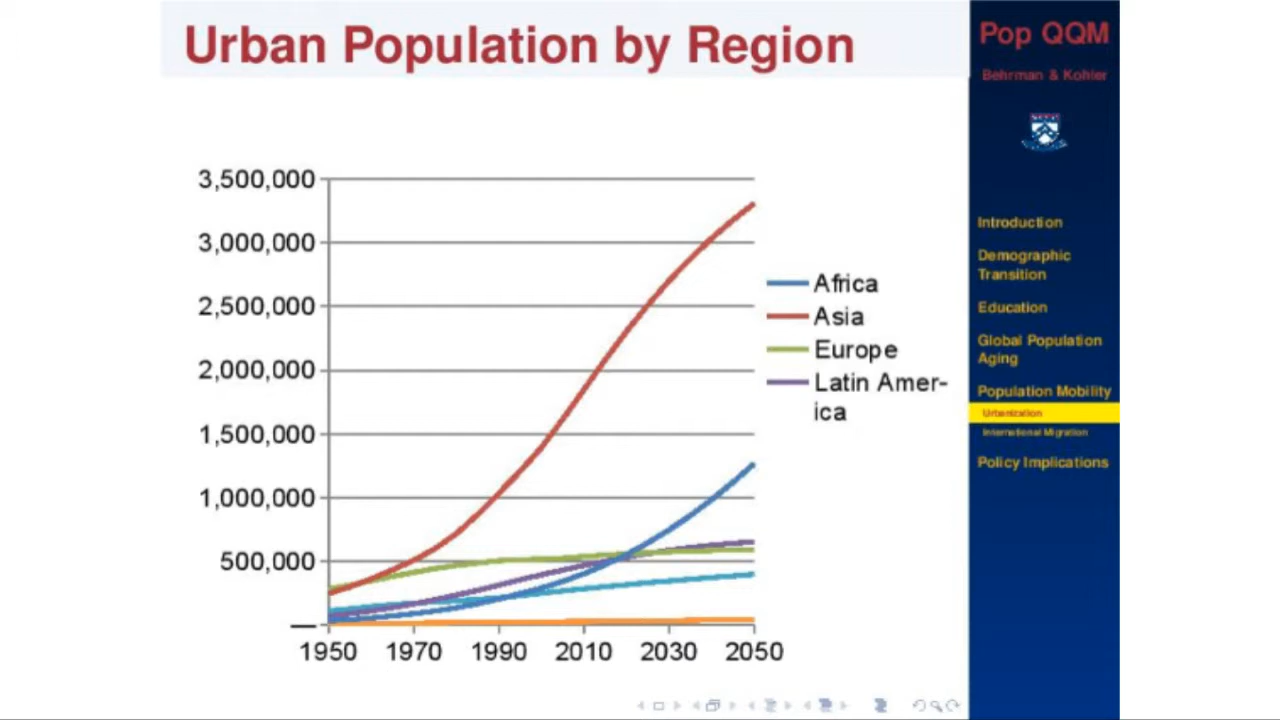 Urban Population by Region
3,500,000
3,000,000
2,500,000
2,000,000
1,500,000
1,000,000
500,000
—
1950 1970 1990 2010 2030 2050
Africa
Asia
Europe
Latin Amer-
ica
Pop QQM
Behrman & Kohler
Introduction
Demographic
Transition
Education
Global Population
Aging
Population Mobility
Urbanization
International Migration
Policy Implications